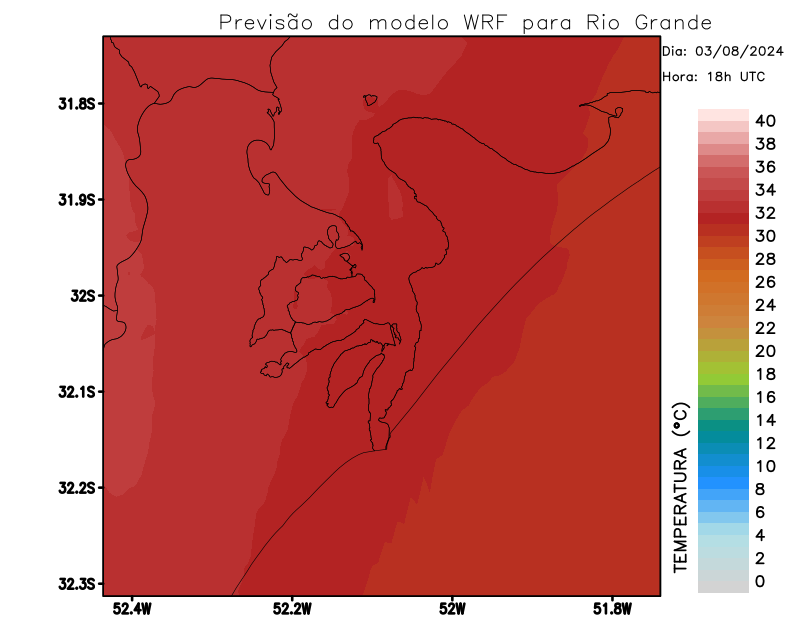 Previsão do modelo WRF para Rio Grande
Dia: 03/08/2024
Hora: 18h UTC
31.8S
31.9S
32S
32.1S
32.2S
32.3S
52.4W
52.2W
52W
51.8W
TEMPERATURA (°C)
40
38
36
34
32
30
28
26
24
22
20
18
16
14
12
10
8
6
4
2
0